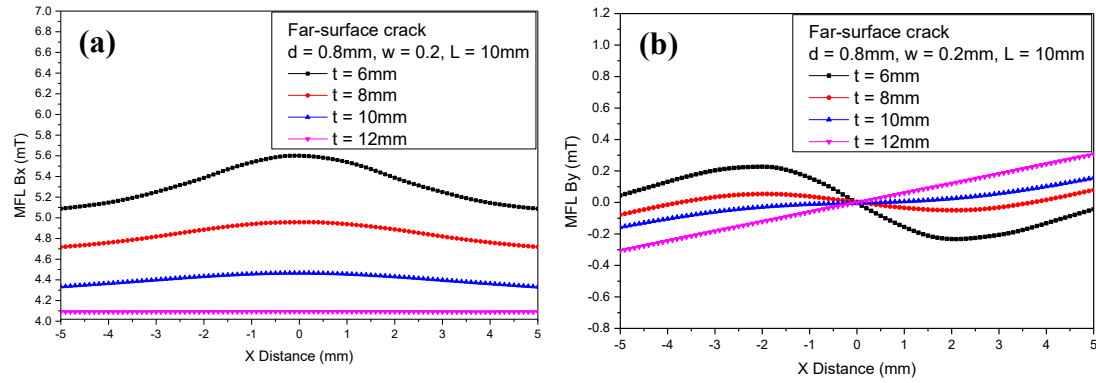 (a)
Far-surface crack
d = 0.8mm, w = 0.2, L = 10mm
t = 6mm
t = 8mm
t = 10mm
t = 12mm
MFL Bx (mT)
7.0
6.8
6.6
6.4
6.2
6.0
5.8
5.6
5.4
5.2
5.0
4.8
4.6
4.4
4.2
4.0
-5 -4 -3 -2 -1 0 1 2 3 4 5
X Distance (mm)
(b)
Far-surface crack
d = 0.8mm, w = 0.2mm, L = 10mm
t = 6mm
t = 8mm
t = 10mm
t = 12mm
MFL By (mT)
1.2
1.0
0.8
0.6
0.4
0.2
0.0
-0.2
-0.4
-0.6
-0.8
-5 -4 -3 -2 -1 0 1 2 3 4 5
X Distance (mm)